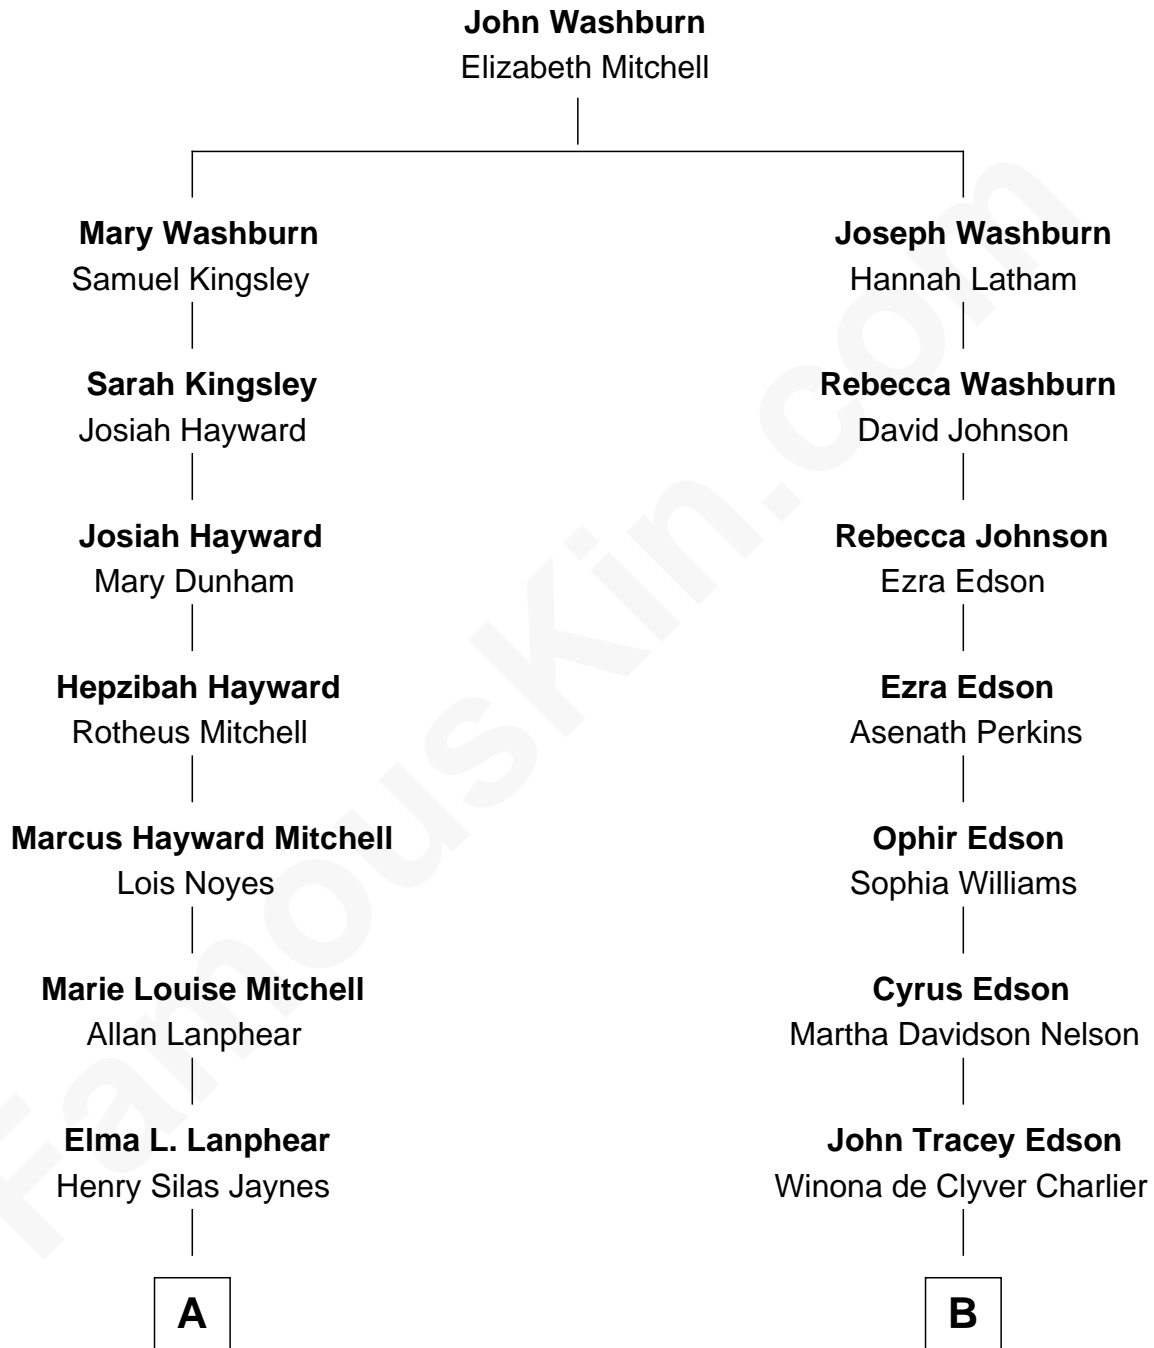 John Washburn
Elizabeth Mitchell
Mary Washburn
Samuel Kingsley
Joseph Washburn
Hannah Latham
Sarah Kingsley
Josiah Hayward
Rebecca Washburn
David Johnson
Josiah Hayward
Mary Dunham
Rebecca Johnson
Ezra Edson
Hepzibah Hayward
Rotheus Mitchell
Ezra Edson
Asenath Perkins
Marcus Hayward Mitchell
Lois Noyes
Ophir Edson
Sophia Williams
Marie Louise Mitchell
Allan Lanphear
Cyrus Edson
Martha Davidson Nelson
Elma L. Lanphear
Henry Silas Jaynes
John Tracey Edson
Winona de Clyver Charlier
A
B
FamousKin.com